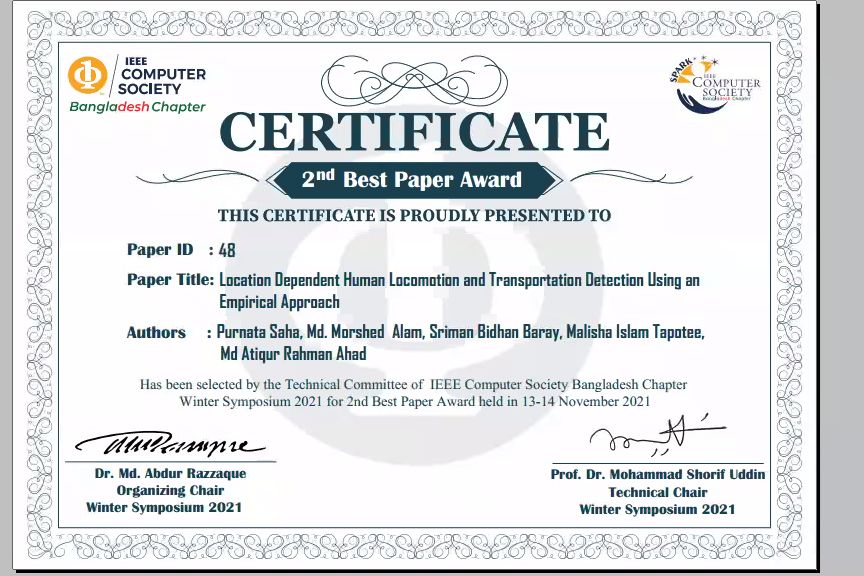 IEEE
COMPUTER
SOCIETY
Bangladesh Chapter
SPARK
IEEE
COMPUTER
SOCIETY
Bangladesh Chapter
CERTIFICATE
2nd Best Paper Award
THIS CERTIFICATE IS PROUDLY PRESENTED TO
Paper ID : 48
Paper Title: Location Dependent Human Locomotion and Transportation Detection Using an
Empirical Approach
Authors : Purnata Saha, Md. Morshed Alam, Sriman Bidhan Baray, Malisha Islam Tapotee,
Md Atiqur Rahman Ahad
Has been selected by the Technical Committee of IEEE Computer Society Bangladesh Chapter
Winter Symposium 2021 for 2nd Best Paper Award held in 13-14 November 2021
Dr. Md. Abdur Razzaque
Organizing Chair
Winter Symposium 2021
Prof. Dr. Mohammad Shorif Uddin
Technical Chair
Winter Symposium 2021